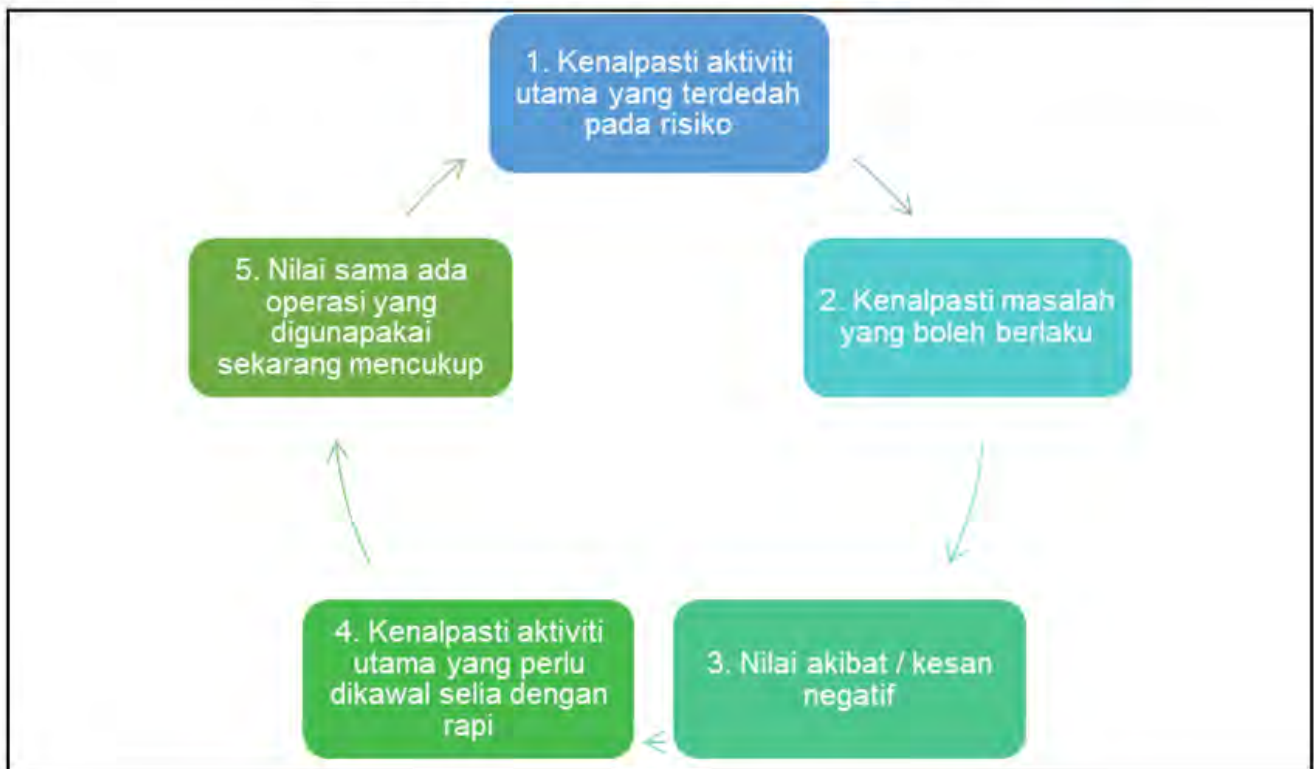 1. Kenalpasti aktiviti
utama yang terdedah
pada risiko
2. Kenalpasti masalah
yang boleh berlaku
3. Nilai akibat / kesan
negatif
4. Kenalpasti aktiviti
utama yang perlu
dikawal selia dengan
rapi
5. Nilai sama ada
operasi yang
digunapakai
sekarang mencukup